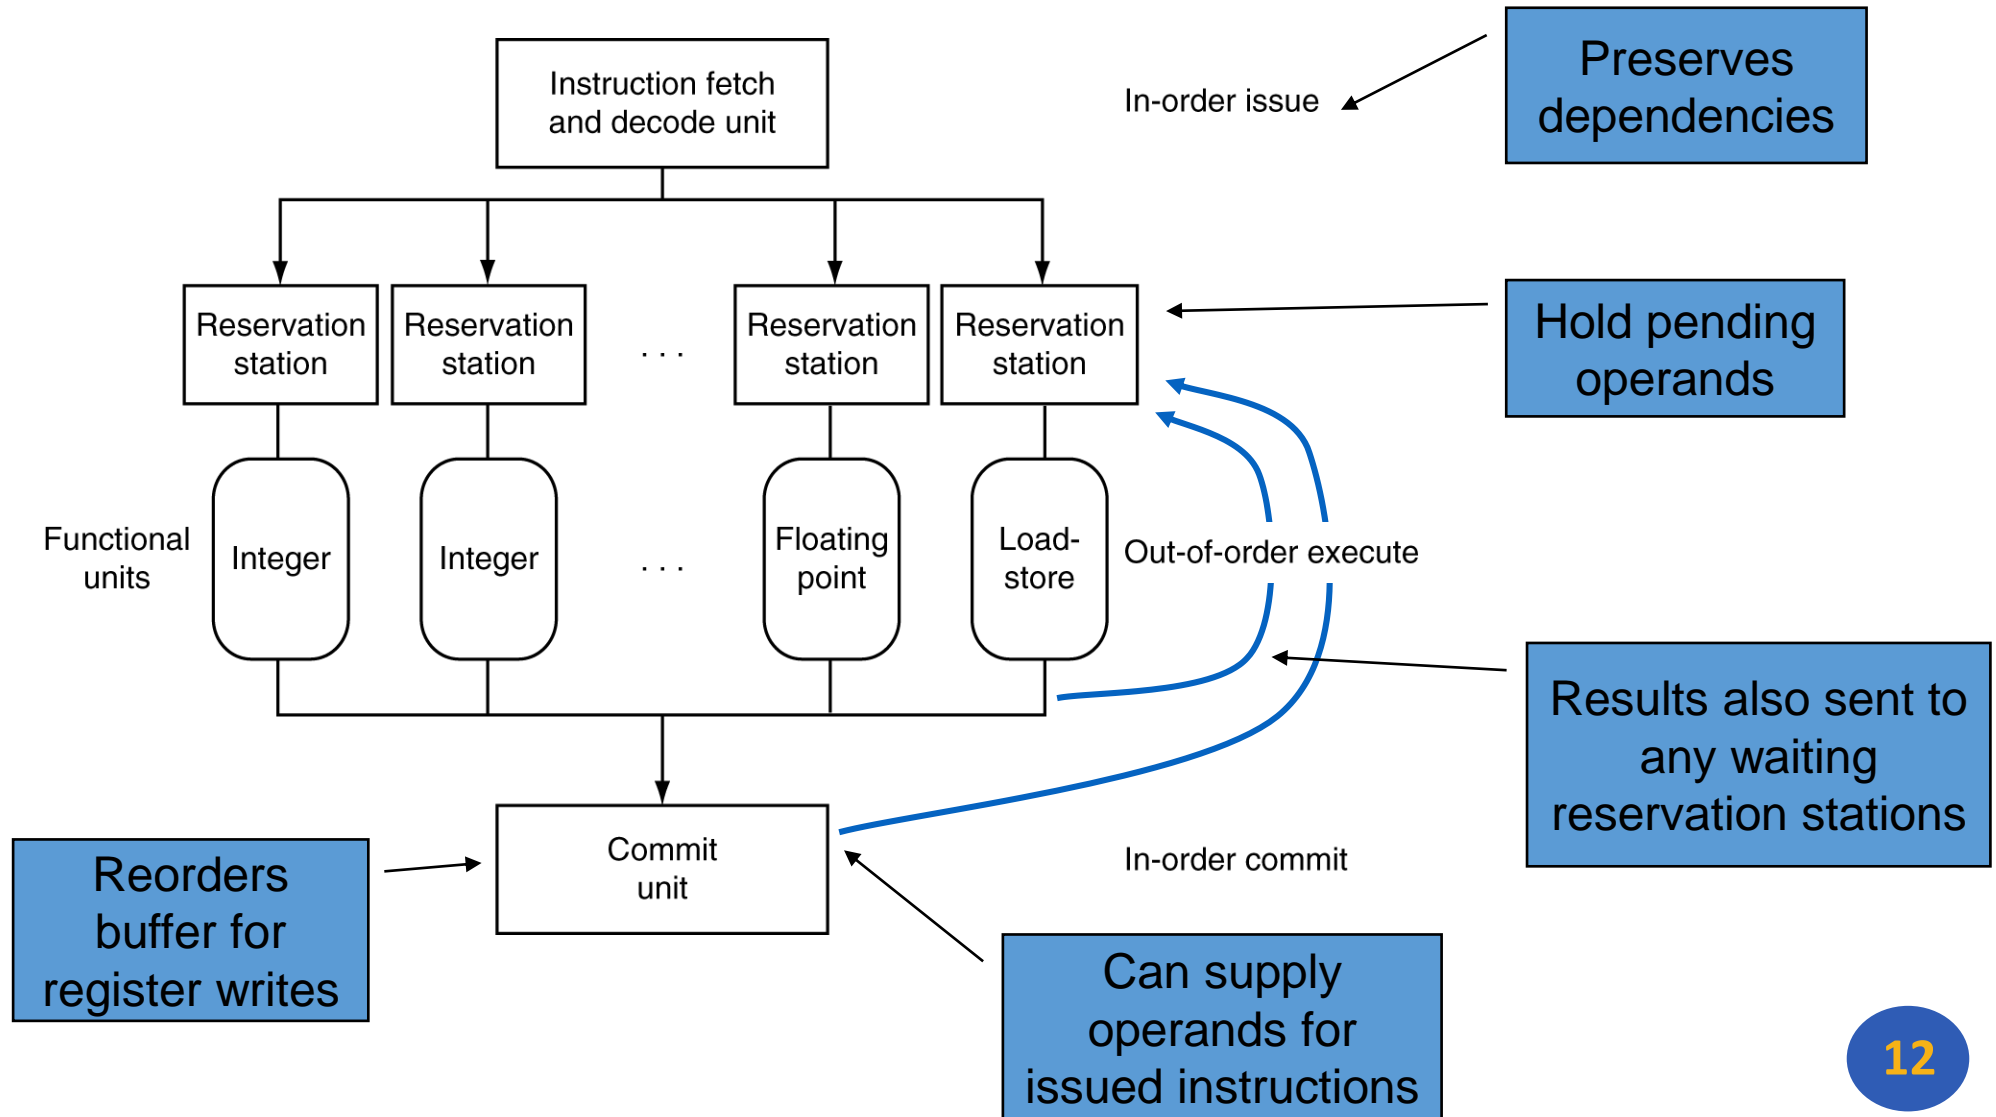 Instruction fetch
and decode unit
In-order issue
Preserves
dependencies
Reservation
station
Reservation
station
. . .
Reservation
station
Reservation
station
Hold pending
operands
Functional
units
Integer
Integer
. . .
Floating
point
Load-
store
Out-of-order execute
Results also sent to
any waiting
reservation stations
Commit
unit
In-order commit
Reorders
buffer for
register writes
Can supply
operands for
issued instructions
12